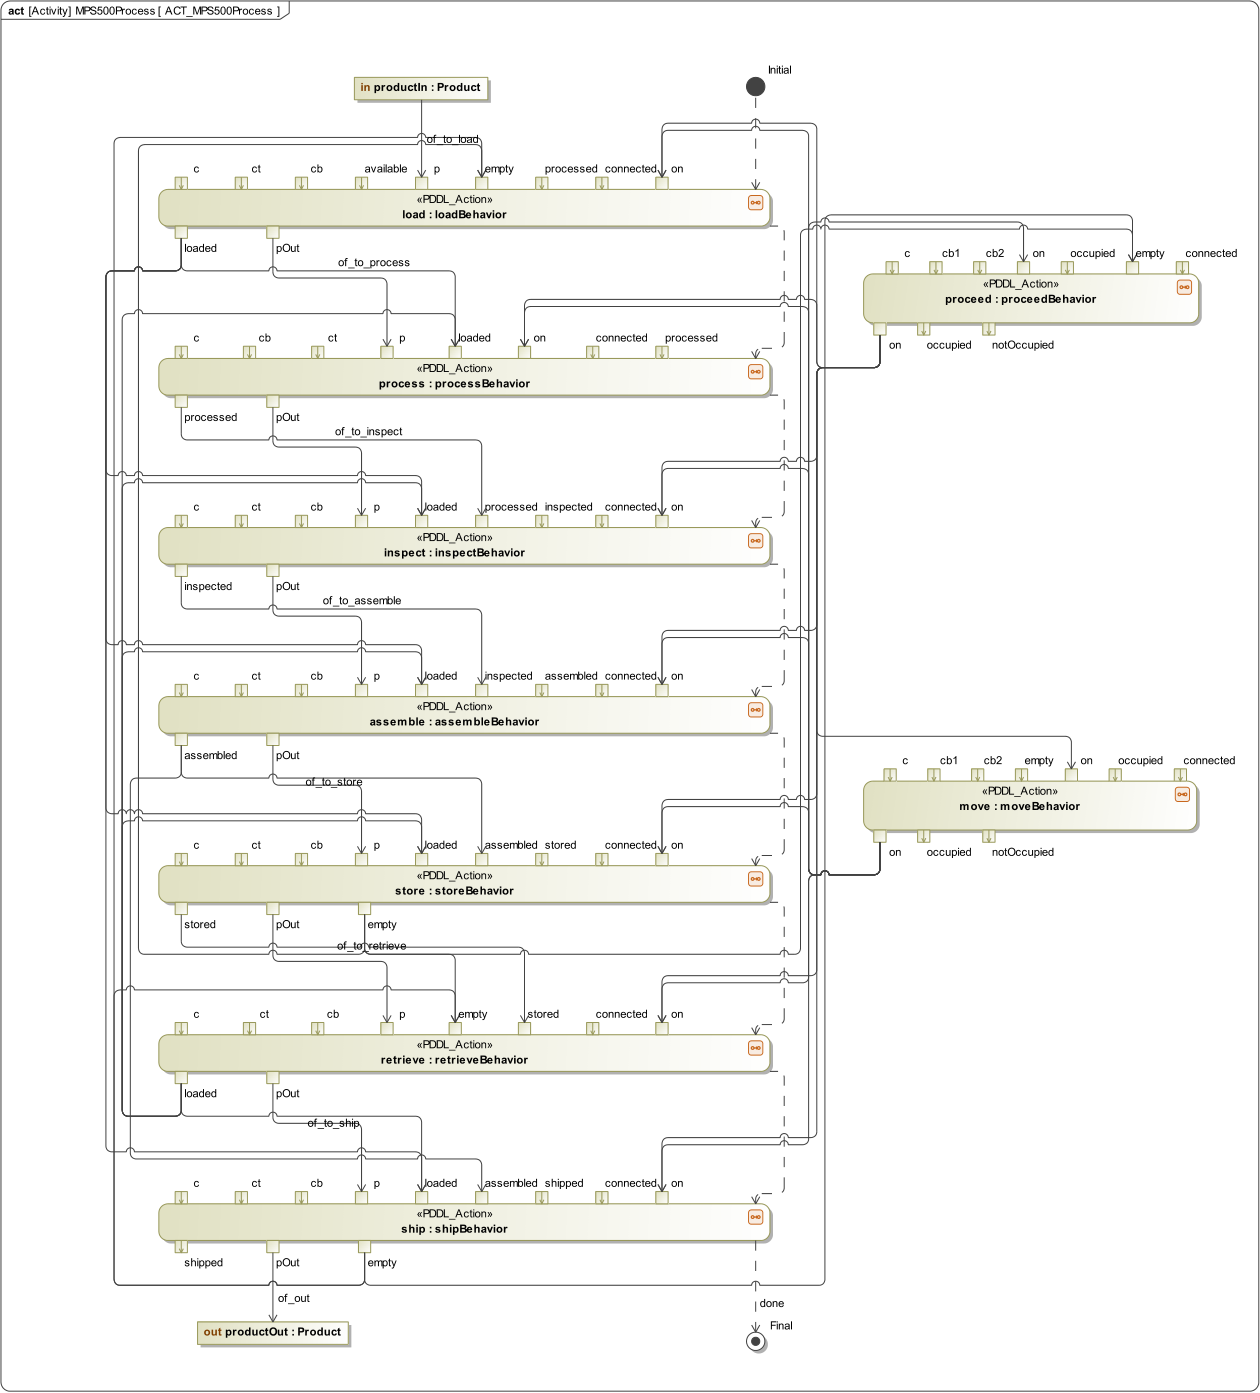 act [Activity] MPS500Process [ ACT_MPS500Process ]
Initial
in productIn : Product
of_to_load
c ct cb available p empty processed connected on
«PDDL_Action»
load : loadBehavior
loaded pOut
c cb1 cb2 on occupied empty connected
«PDDL_Action»
proceed : proceedBehavior
on occupied notOccupied
of_to_process
c cb ct p loaded on connected processed
«PDDL_Action»
process : processBehavior
processed pOut
of_to_inspect
c ct cb p loaded processed inspected connected on
«PDDL_Action»
inspect : inspectBehavior
inspected pOut
of_to_assemble
c ct cb p loaded inspected assembled connected on
«PDDL_Action»
assemble : assembleBehavior
assembled pOut
c cb1 cb2 empty on occupied connected
«PDDL_Action»
move : moveBehavior
on occupied notOccupied
of_to_store
c ct cb p loaded assembled stored connected on
«PDDL_Action»
store : storeBehavior
stored pOut empty
of_to_retrieve
c ct cb p empty stored connected on
«PDDL_Action»
retrieve : retrieveBehavior
loaded pOut
of_to_ship
c ct cb p loaded assembled shipped connected on
«PDDL_Action»
ship : shipBehavior
shipped pOut empty
of_out
done
out productOut : Product
Final